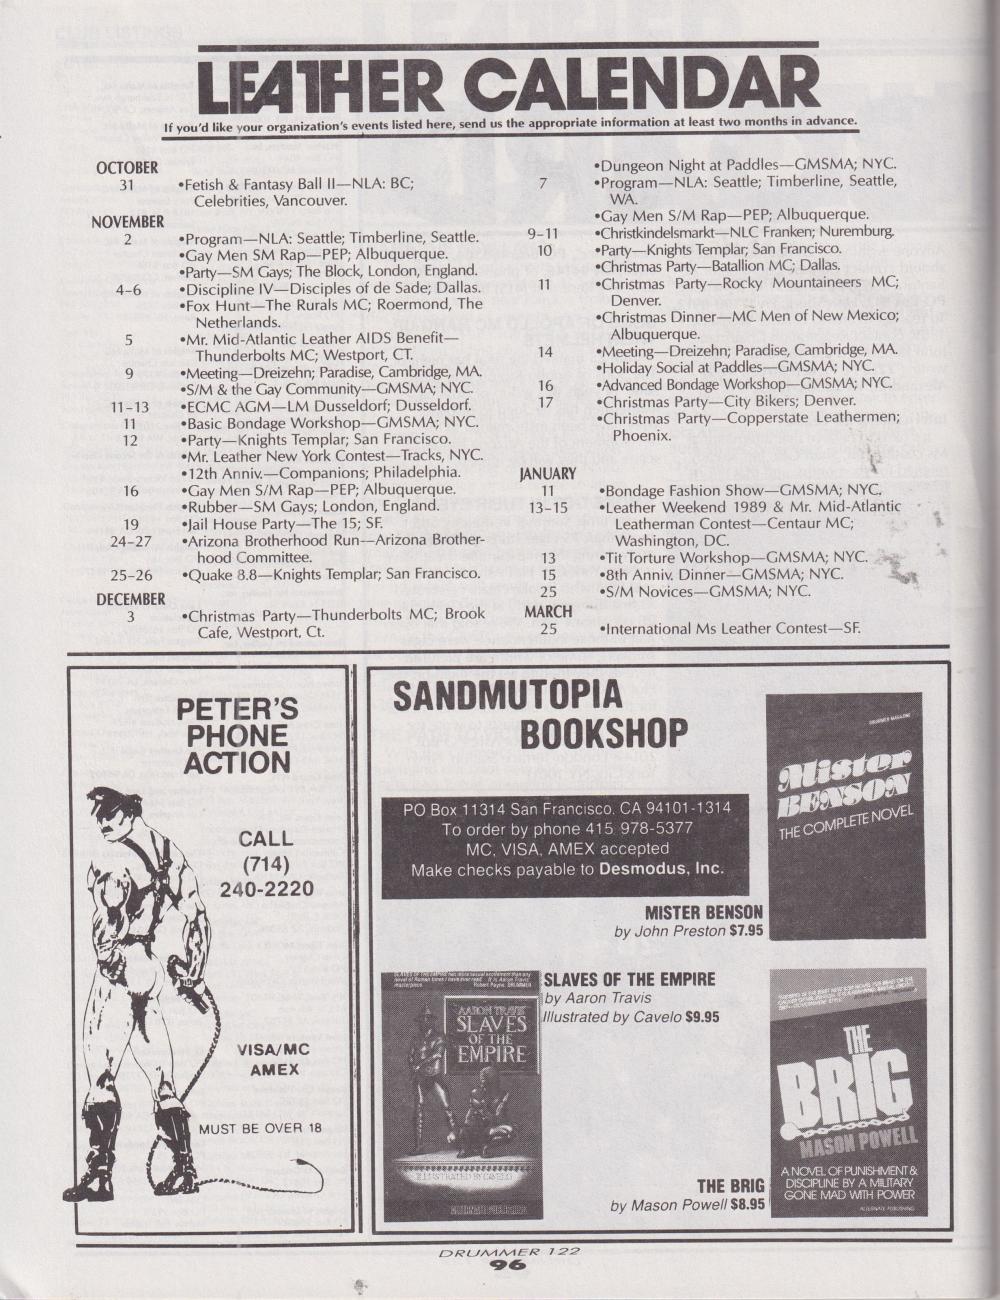 LEATHER CALENDAR
If you'd like your organization's events listed here, send us the appropriate information at least two months in advance.
OCTOBER
31 •Fetish & Fantasy Ball II—NLA: BC;
Celebrities, Vancouver.
NOVEMBER
2 •Program—NLA: Seattle; Timberline, Seattle.
•Gay Men SM Rap—PEP; Albuquerque.
•Party—SM Gays; The Block, London, England.
4–6 •Discipline IV—Disciples of de Sade; Dallas.
•Fox Hunt—The Rurals MC; Roermond, The
Netherlands.
5 •Mr. Mid-Atlantic Leather AIDS Benefit—
Thunderbolts MC; Westport, CT.
9 •Meeting—Dreizehn; Paradise, Cambridge, MA.
•S/M & the Gay Community—GMSMA; NYC.
11–13 •ECMC AGM—LM Dusseldorf; Dusseldorf.
11 •Basic Bondage Workshop—GMSMA; NYC.
12 •Party—Knights Templar; San Francisco.
•Mr. Leather New York Contest—Tracks, NYC.
•12th Anniv.—Companions; Philadelphia.
16 •Gay Men S/M Rap—PEP; Albuquerque.
•Rubber—SM Gays; London, England.
19 •Jail House Party—The 15; SF.
24–27 •Arizona Brotherhood Run—Arizona Brother-
hood Committee.
25–26 •Quake 8.8—Knights Templar; San Francisco.
DECEMBER
3 •Christmas Party—Thunderbolts MC; Brook
Cafe, Westport, Ct.
•Dungeon Night at Paddles—GMSMA; NYC.
7 •Program—NLA: Seattle; Timberline, Seattle,
WA.
•Gay Men S/M Rap—PEP; Albuquerque.
9–11 •Christkindelsmarkt—NLC Franken; Nuremburg.
10 •Party—Knights Templar; San Francisco.
•Christmas Party—Batallion MC; Dallas.
11 •Christmas Party—Rocky Mountaineers MC;
Denver.
•Christmas Dinner—MC Men of New Mexico;
Albuquerque.
14 •Meeting—Dreizehn; Paradise, Cambridge, MA.
•Holiday Social at Paddles—GMSMA; NYC.
16 •Advanced Bondage Workshop—GMSMA; NYC.
17 •Christmas Party—City Bikers; Denver.
•Christmas Party—Copperstate Leathermen;
Phoenix.
JANUARY
11 •Bondage Fashion Show—GMSMA; NYC.
13–15 •Leather Weekend 1989 & Mr. Mid-Atlantic
Leatherman Contest—Centaur MC;
Washington, DC.
13 •Tit Torture Workshop—GMSMA; NYC.
15 •8th Anniv. Dinner—GMSMA; NYC.
25 •S/M Novices—GMSMA; NYC.
MARCH
25 •International Ms Leather Contest—SF.
PETER'S
PHONE
ACTION
CALL
(714)
240-2220
VISA/MC
AMEX
MUST BE OVER 18
SANDMUTOPIA
BOOKSHOP
PO Box 11314 San Francisco, CA 94101-1314
To order by phone 415 978-5377
MC, VISA, AMEX accepted
Make checks payable to Desmodus, Inc.
DRUMMER MAGAZINE
Mister
BENSON
THE COMPLETE NOVEL
MISTER BENSON
by John Preston $7.95
AARON TRAVIS
SLAVES
OF THE
EMPIRE
ILLUSTRATED BY CAVELO
SLAVES OF THE EMPIRE
by Aaron Travis
Illustrated by Cavelo $9.95
THE
BRIG
MASON POWELL
A NOVEL OF PUNISHMENT &
DISCIPLINE BY A MILITARY
GONE MAD WITH POWER
ALTERNATE PUBLISHING
THE BRIG
by Mason Powell $8.95
DRUMMER 122
96